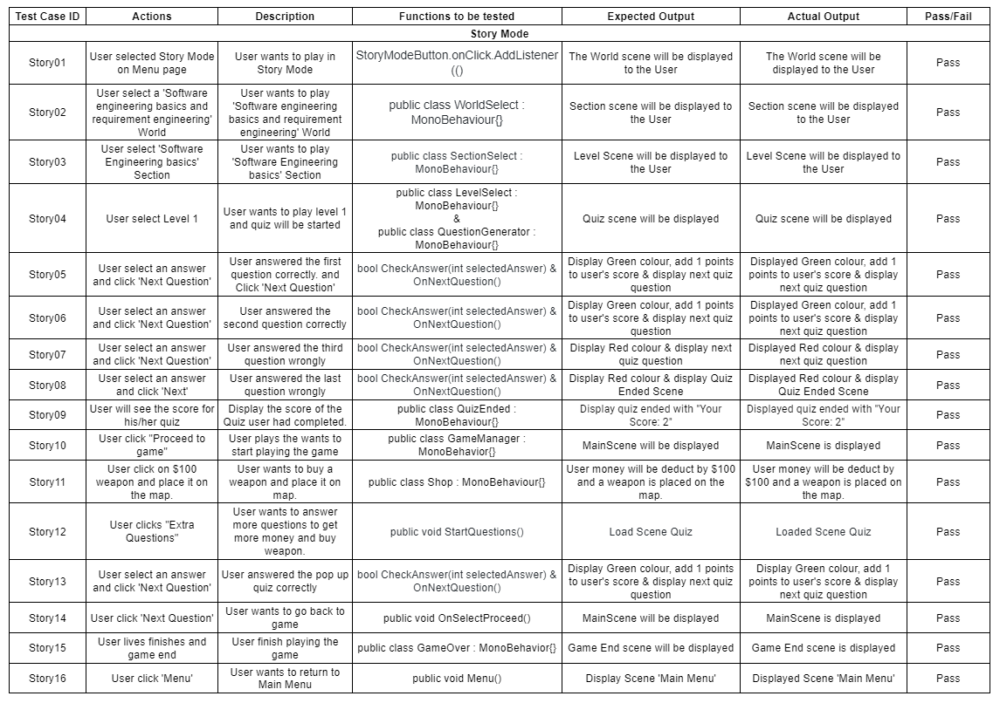 Test Case ID Actions Description Functions to be tested Expected Output Actual Output Pass/Fail
Story Mode
Story01
User selected Story Mode
on Menu page
User wants to play in
Story Mode
StoryModeButton.onClick.AddListener
(()
The World scene will be displayed
to the User
The World scene will be
displayed to the User
Pass
Story02
User select a 'Software
engineering basics and
requirement engineering'
World
User wants to play
'Software engineering
basics and requirement
engineering' World
public class WorldSelect :
MonoBehaviour{}
Section scene will be displayed to
the User
Section scene will be displayed
to the User
Pass
Story03
User select 'Software
Engineering basics'
Section
User wants to play
'Software Engineering
basics' Section
public class SectionSelect :
MonoBehaviour{}
Level Scene will be displayed to
the User
Level Scene will be displayed to
the User
Pass
Story04
User select Level 1
User wants to play level 1
and quiz will be started
public class LevelSelect :
MonoBehaviour{}
&
public class QuestionGenerator :
MonoBehaviour{}
Quiz scene will be displayed
Quiz scene will be displayed
Pass
Story05
User select an answer
and click 'Next Question'
User answered the first
question correctly. and
Click 'Next Question'
bool CheckAnswer(int selectedAnswer) &
OnNextQuestion()
Display Green colour, add 1 points
to user's score & display next quiz
question
Displayed Green colour, add 1
points to user's score & display
next quiz question
Pass
Story06
User select an answer
and click 'Next Question'
User answered the
second question correctly
bool CheckAnswer(int selectedAnswer) &
OnNextQuestion()
Display Green colour, add 1 points
to user's score & display next quiz
question
Displayed Green colour, add 1
points to user's score & display
next quiz question
Pass
Story07
User select an answer
and click 'Next Question'
User answered the third
question wrongly
bool CheckAnswer(int selectedAnswer) &
OnNextQuestion()
Display Red colour & display next
quiz question
Displayed Red colour & display
next quiz question
Pass
Story08
User select an answer
and click 'Next'
User answered the last
question wrongly
bool CheckAnswer(int selectedAnswer) &
OnNextQuestion()
Display Red colour & display Quiz
Ended Scene
Displayed Red colour & display
Quiz Ended Scene
Pass
Story09
User will see the score for
his/her quiz
Display the score of the
Quiz user had completed.
public class QuizEnded :
MonoBehaviour{}
Display quiz ended with "Your
Score: 2"
Displayed quiz ended with "Your
Score: 2"
Pass
Story10
User click "Proceed to
game"
User plays the wants to
start playing the game
public class GameManager :
MonoBehavior{}
MainScene will be displayed
MainScene is displayed
Pass
Story11
User click on $100
weapon and place it on
the map.
User wants to buy a
weapon and place it on
map.
public class Shop : MonoBehaviour{}
User money will be deduct by $100
and a weapon is placed on the
map.
User money will be deduct by
$100 and a weapon is placed on
the map.
Pass
Story12
User clicks "Extra
Questions"
User wants to answer
more questions to get
more money and buy
weapon.
public void StartQuestions()
Load Scene Quiz
Loaded Scene Quiz
Pass
Story13
User select an answer
and click 'Next Question'
User answered the pop up
quiz correctly
bool CheckAnswer(int selectedAnswer) &
OnNextQuestion()
Display Green colour, add 1 points
to user's score & display next quiz
question
Display Green colour, add 1
points to user's score & display
next quiz question
Pass
Story14
User click 'Next Question'
User wants to go back to
game
public void OnSelectProceed()
MainScene will be displayed
MainScene is displayed
Pass
Story15
User lives finishes and
game end
User finish playing the
game
public class GameOver : MonoBehavior{}
Game End scene will be displayed
Game End scene is displayed
Pass
Story16
User click 'Menu'
User wants to return to
Main Menu
public void Menu()
Display Scene 'Main Menu'
Displayed Scene 'Main Menu'
Pass